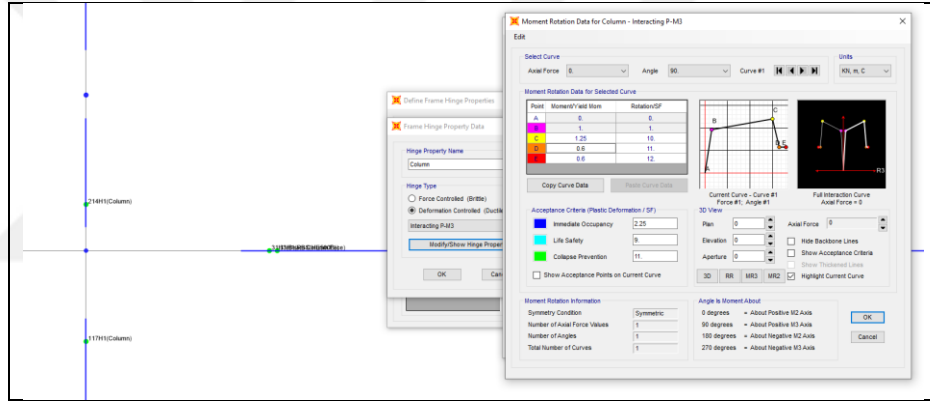 214H1(Column)
117H1(Column)
Define Frame Hinge Properties
Frame Hinge Property Data
Hinge Property Name
Column
Hinge Type
Force Controlled (Brittle)
Deformation Controlled (Ductile
Interacting P-M3
Modify/Show Hinge Proper
OK
Can
Moment Rotation Data for Column - Interacting P-M3
Edit
Select Curve
Axial Force 0. Angle 90. Curve #1
Units
KN, m, C
Moment Rotation Data for Selected Curve
Point Moment/Yield Mom Rotation/SF
A 0. 0.
1. 1.
C 1.25 10.
D 0.6 11.
0.6 12.
Copy Curve Data
Paste Curve Data
A
B
C
D E
Current Curve - Curve #1
Force #1; Angle #1
R3
Full Interaction Curve
Axial Force = 0
Acceptance Criteria (Plastic Deformation / SF)
Immediate Occupancy 2.25
Life Safety 9.
Collapse Prevention 11.
Show Acceptance Points on Current Curve
3D View
Plan 0 Axial Force 0
Elevation 0 Hide Backbone Lines
Aperture 0 Show Acceptance Criteria
Show Thickened Lines
3D RR MR3 MR2 Highlight Current Curve
Moment Rotation Information
Symmetry Condition Symmetric
Number of Axial Force Values 1
Number of Angles 1
Total Number of Curves 1
Angle Is Moment About
0 degrees = About Positive M2 Axis
90 degrees = About Positive M3 Axis
180 degrees = About Negative M2 Axis
270 degrees = About Negative M3 Axis
OK
Cancel